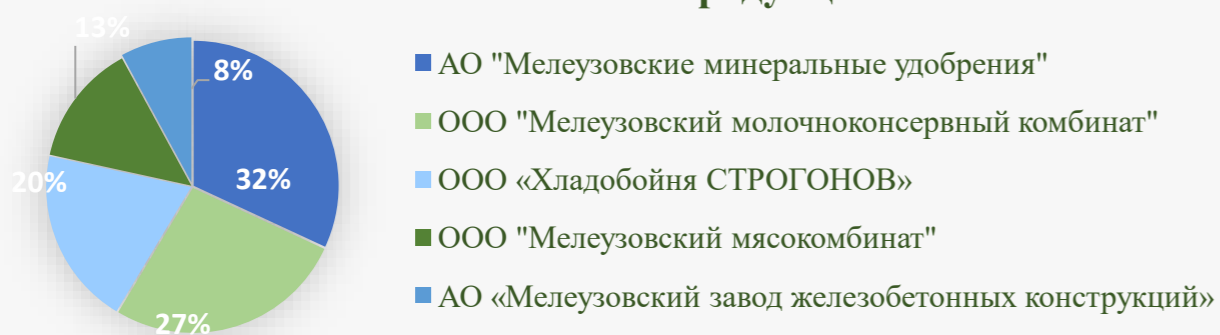 13%
8%
32%
20%
27%
АО "Мелеузовские минеральные удобрения"
ООО "Мелеузовский молочноконсервный комбинат"
ООО «Хладобойня СТРОГОНОВ»
ООО "Мелеузовский мясокомбинат"
АО «Мелеузовский завод железобетонных конструкций»